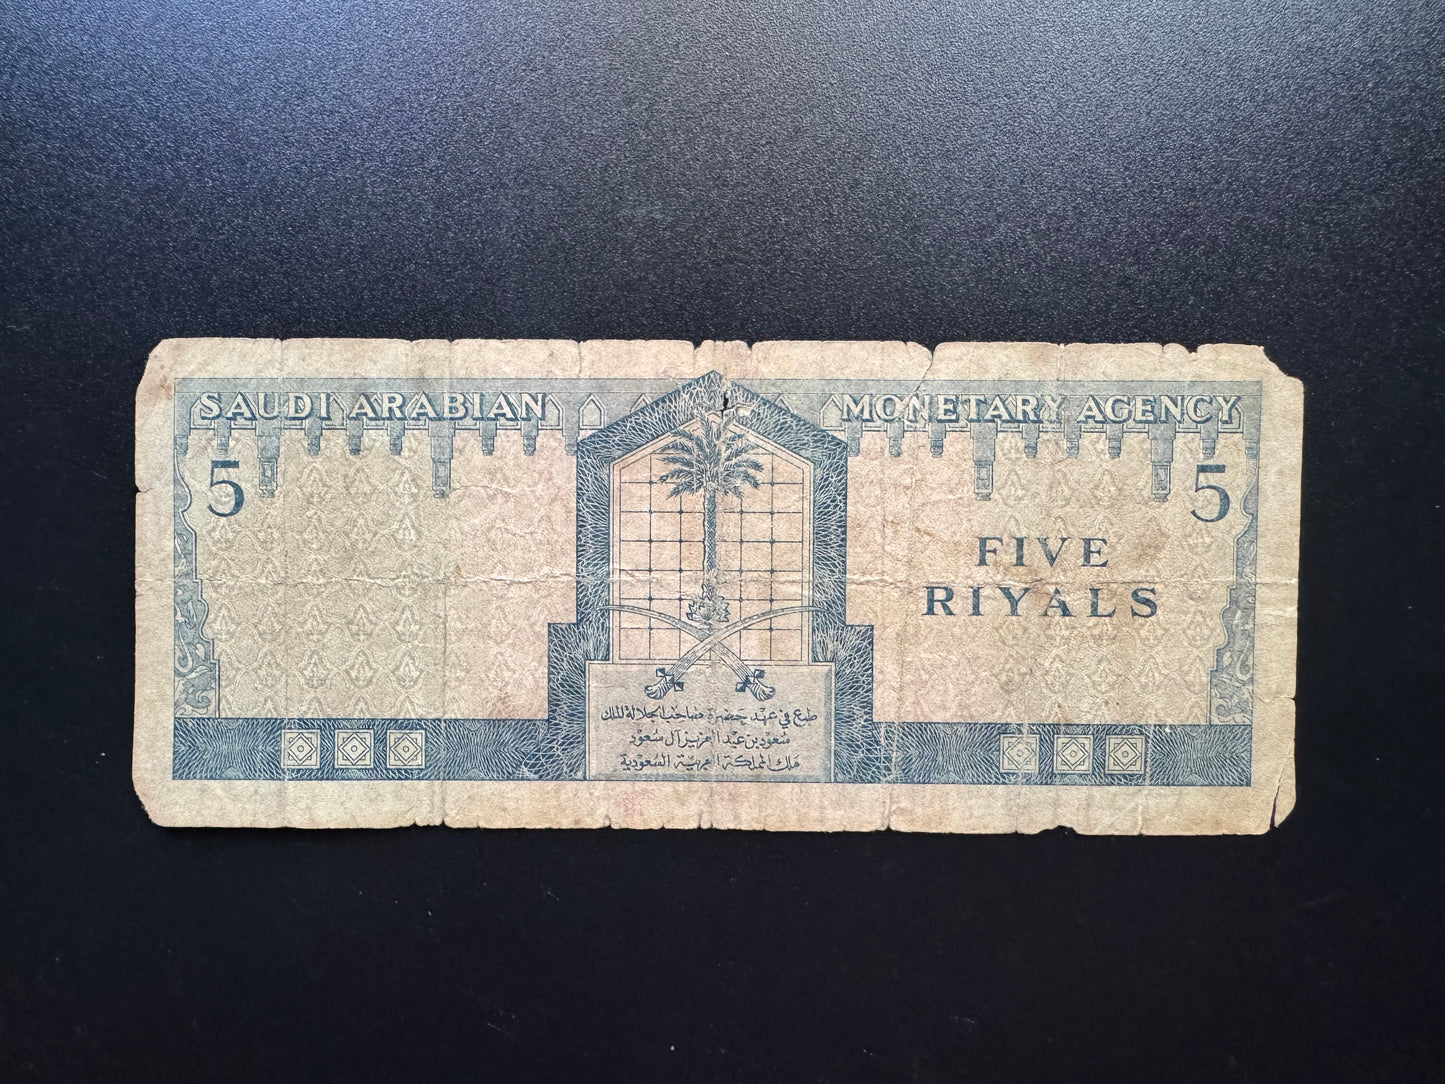 SAUDI ARABIAN MONETARY AGENCY
5 5
FIVE
RIYALS
طبع في عهد حضرة صاحب الجلالة الملك
سعود بن عبد العزيز آل سعود
ملك المملكة العربية السعودية